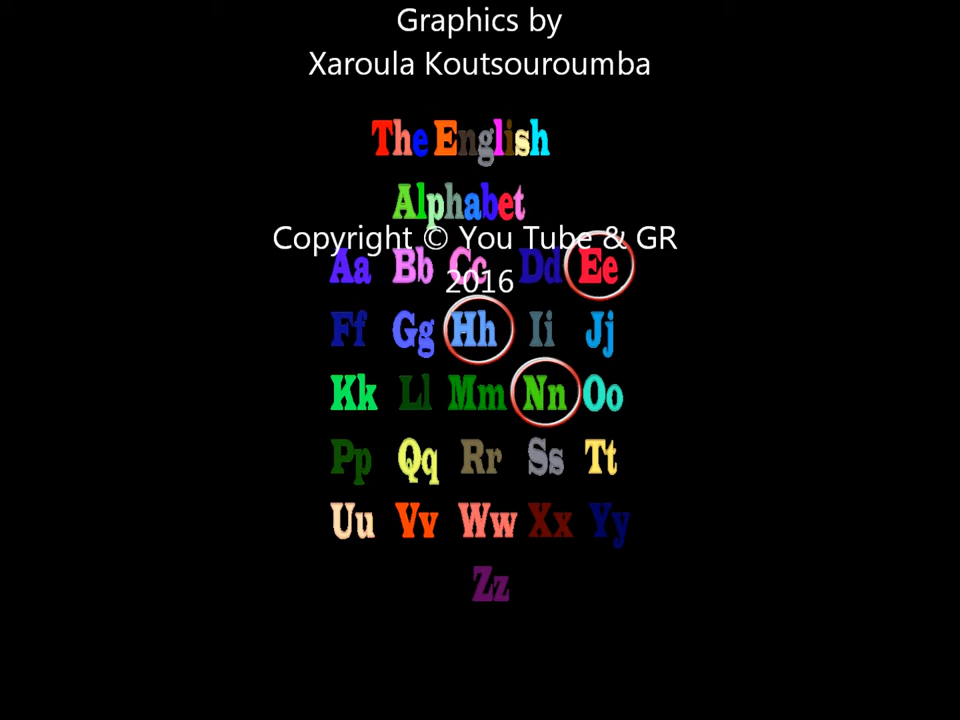 Graphics by
Xaroula Koutsouroumba
The English
Alphabet
Copyright © You Tube & GR
2016
Aa Bb Cc Dd Ee
Ff Gg Hh Ii Jj
Kk Ll Mm Nn Oo
Pp Qq Rr Ss Tt
Uu Vv Ww Xx Yy
Zz